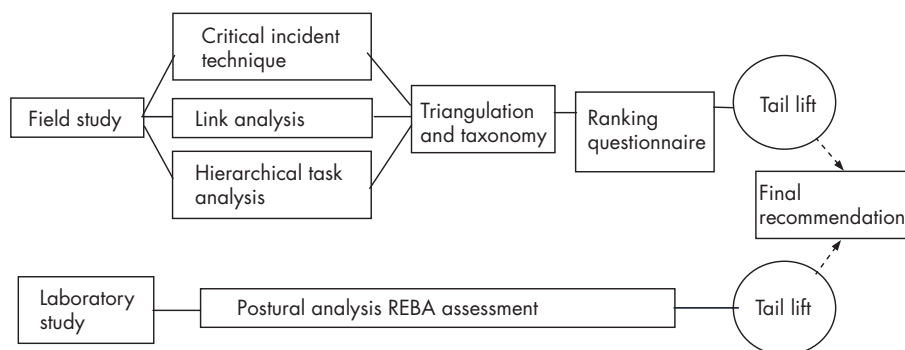 Critical incident
technique
Field study
Link analysis
Hierarchical task
analysis
Triangulation
and taxonomy
Ranking
questionnaire
Tail lift
Final
recommendation
Laboratory
study
Postural analysis REBA assessment
Tail lift